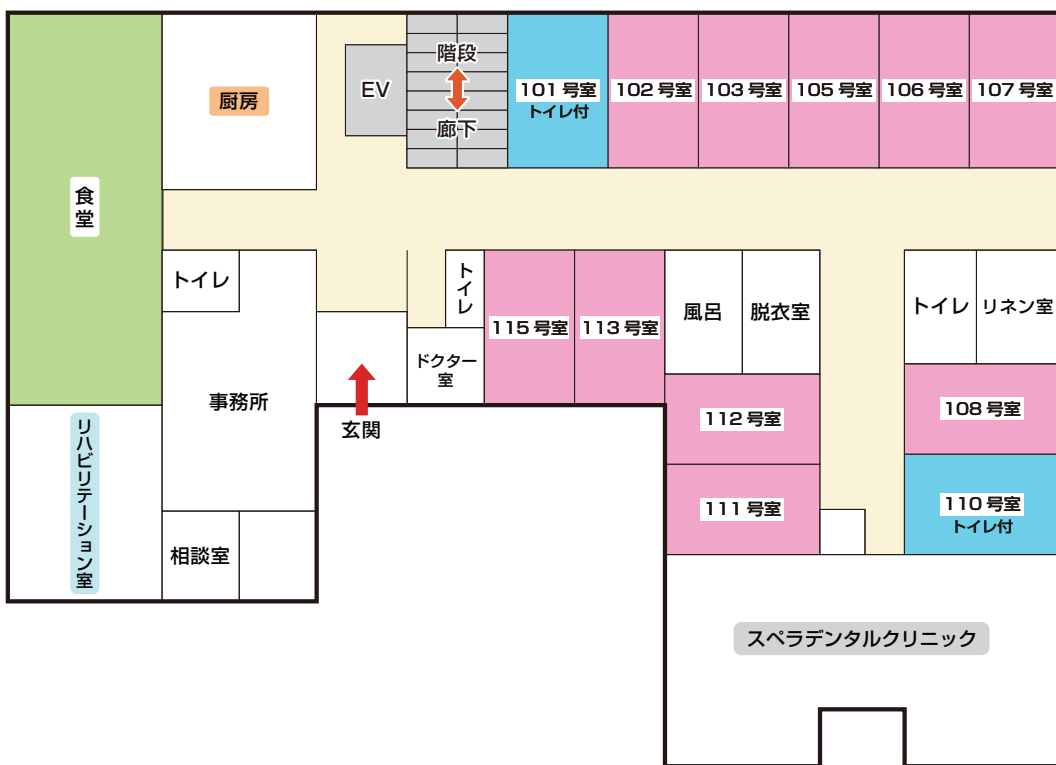 厨房
EV
階段
廊下
101 号室
トイレ付
102 号室
103 号室
105 号室
106 号室
107 号室
食堂
トイレ
事務所
玄関
トイレ
ドクター
室
115 号室
113 号室
風呂
脱衣室
トイレ
リネン室
112 号室
111 号室
108 号室
110 号室
トイレ付
リハビリテーション室
相談室
スペラデンタルクリニック